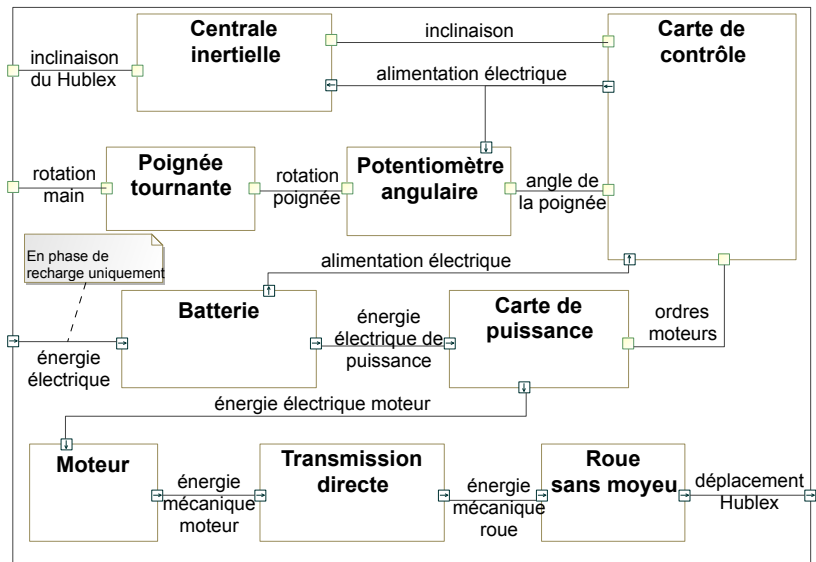 Centrale
inertielle
inclinaison
Carte de
contrôle
inclinaison
du Hublex
alimentation électrique
rotation
main
Poignée
tournante
rotation
poignée
Potentiomètre
angulaire
angle de
la poignée
En phase de
recharge uniquement
alimentation électrique
énergie
électrique
Batterie
énergie
électrique de
puissance
Carte de
puissance
ordres
moteurs
énergie électrique moteur
Moteur
énergie
mécanique
moteur
Transmission
directe
énergie
mécanique
roue
Roue
sans moyeu
déplacement
Hublex